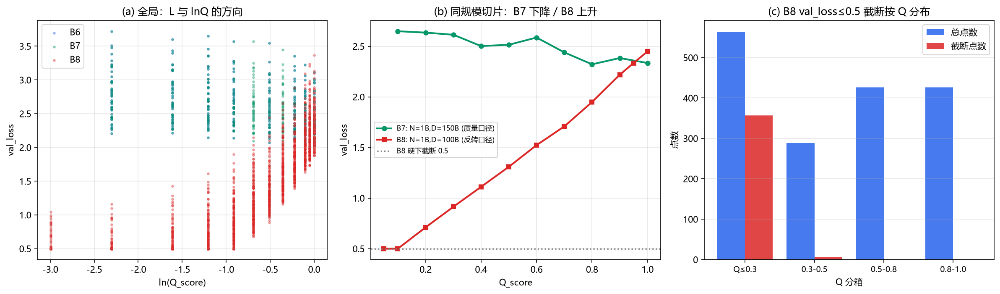 (a) 全局：L 与 lnQ 的方向
B6
B7
B8
3.5
3.0
2.5
2.0
1.5
1.0
0.5
val_loss
-3.0 -2.5 -2.0 -1.5 -1.0 -0.5 0.0
ln(Q_score)
(b) 同规模切片：B7 下降 / B8 上升
2.5
2.0
1.5
1.0
0.5
val_loss
B7: N=1B,D=150B (质量口径)
B8: N=1B,D=100B (反转口径)
B8 硬下截断 0.5
0.2 0.4 0.6 0.8 1.0
Q_score
(c) B8 val_loss≤0.5 截断按 Q 分布
总点数
截断点数
500
400
300
200
100
0
点数
Q≤0.3 0.3-0.5 0.5-0.8 0.8-1.0
Q 分箱